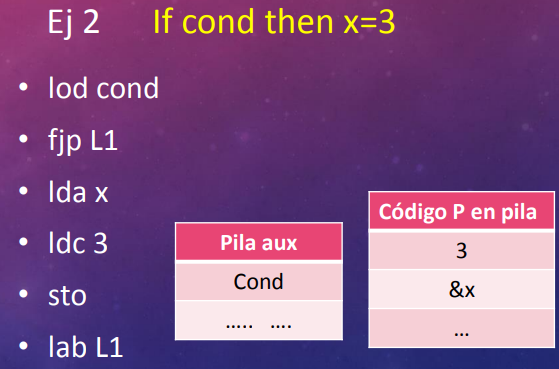 Ej 2 If cond then x=3
• lod cond
• fjp L1
• lda x
• ldc 3
• sto
• lab L1
Pila aux
Cond
..... ....
Código P en pila
3
&x
...